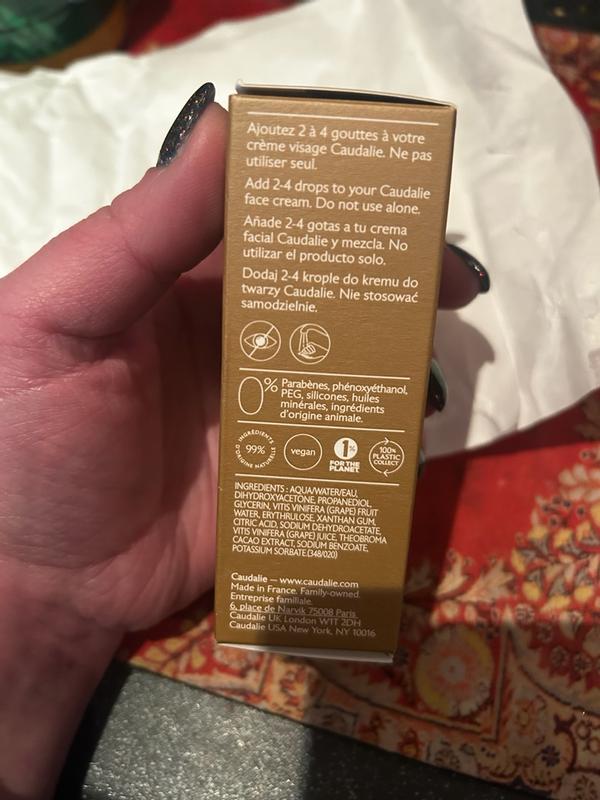 Ajoutez 2 à 4 gouttes à votre
crème visage Caudalie. Ne pas
utiliser seul.
Add 2-4 drops to your Caudalie
face cream. Do not use alone.
Añade 2-4 gotas a tu crema
facial Caudalie y mezcla. No
utilizar el producto solo.
Dodaj 2-4 krople do kremu do
twarzy Caudalie. Nie stosować
samodzielnie.
0% Parabènes, phénoxyéthanol,
PEG, silicones, huiles
minérales, ingrédients
d'origine animale.
INGRÉDIENTS
99%
D'ORIGINE NATURELLE
vegan
1%
FOR THE
PLANET
100%
PLASTIC
COLLECT
INGREDIENTS : AQUA/WATER/EAU,
DIHYDROXYACETONE, PROPANEDIOL,
GLYCERIN, VITIS VINIFERA (GRAPE) FRUIT
WATER, ERYTHRULOSE, XANTHAN GUM,
CITRIC ACID, SODIUM DEHYDROACETATE,
VITIS VINIFERA (GRAPE) JUICE, THEOBROMA
CACAO EXTRACT, SODIUM BENZOATE,
POTASSIUM SORBATE (348/020)
Caudalie — www.caudalie.com
Made in France. Family-owned.
Entreprise familiale.
6, place de Narvik 75008 Paris
Caudalie UK London W1T 2DH
Caudalie USA New York, NY 10016